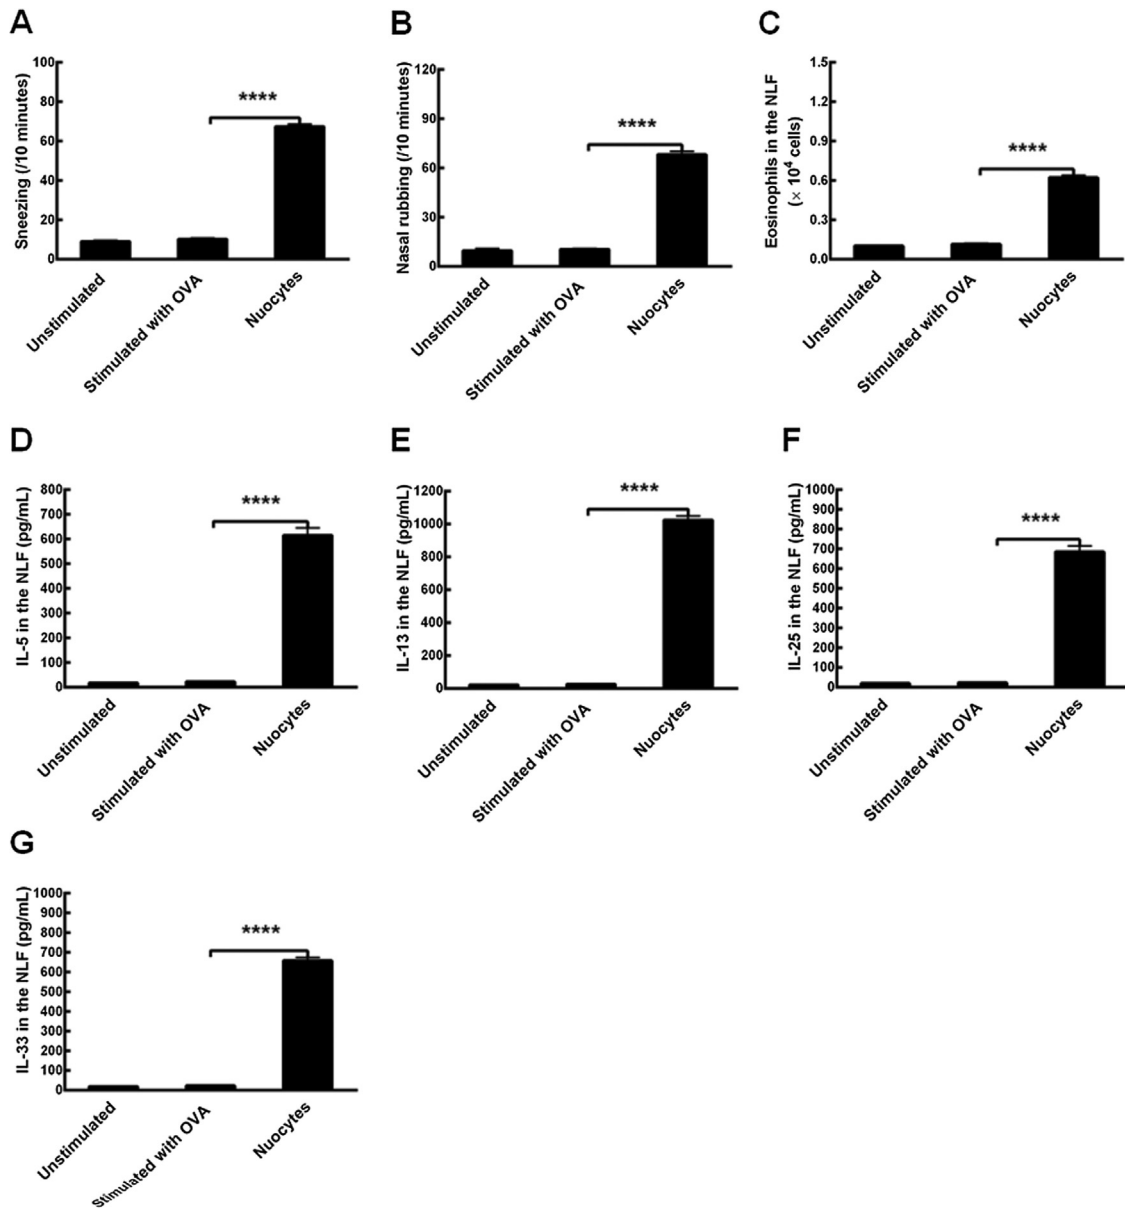 A
Sneezing (/10 minutes)
100
80
60
40
20
0
****
Unstimulated
Stimulated with OVA
Nuocytes
B
Nasal rubbing (/10 minutes)
120
90
60
30
0
****
Unstimulated
Stimulated with OVA
Nuocytes
C
Eosinophils in the NLF
(× 10⁴ cells)
1.5
1.2
0.9
0.6
0.3
0.0
****
Unstimulated
Stimulated with OVA
Nuocytes
D
IL-5 in the NLF (pg/mL)
800
700
600
500
400
300
200
100
0
****
Unstimulated
Stimulated with OVA
Nuocytes
E
IL-13 in the NLF (pg/mL)
1200
1000
800
600
400
200
0
****
Unstimulated
Stimulated with OVA
Nuocytes
F
IL-25 in the NLF (pg/mL)
1000
900
800
700
600
500
400
300
200
100
0
****
Unstimulated
Stimulated with OVA
Nuocytes
G
IL-33 in the NLF (pg/mL)
1000
900
800
700
600
500
400
300
200
100
0
****
Unstimulated
Stimulated with OVA
Nuocytes